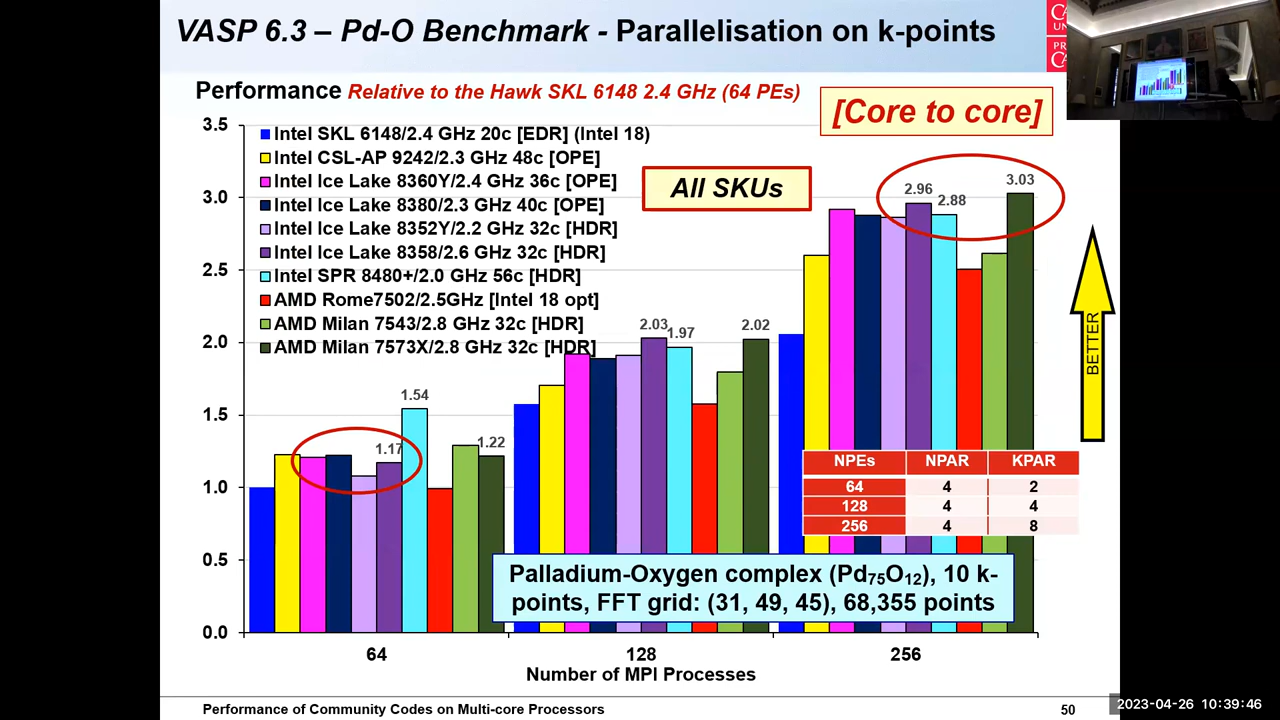 VASP 6.3 – Pd-O Benchmark - Parallelisation on k-points
CA
UN
PR
CA
Performance Relative to the Hawk SKL 6148 2.4 GHz (64 PEs)
[Core to core]
All SKUs
3.5
3.0
2.5
2.0
1.5
1.0
0.5
0.0
Intel SKL 6148/2.4 GHz 20c [EDR] (Intel 18)
Intel CSL-AP 9242/2.3 GHz 48c [OPE]
Intel Ice Lake 8360Y/2.4 GHz 36c [OPE]
Intel Ice Lake 8380/2.3 GHz 40c [OPE]
Intel Ice Lake 8352Y/2.2 GHz 32c [HDR]
Intel Ice Lake 8358/2.6 GHz 32c [HDR]
Intel SPR 8480+/2.0 GHz 56c [HDR]
AMD Rome7502/2.5GHz [Intel 18 opt]
AMD Milan 7543/2.8 GHz 32c [HDR]
AMD Milan 7573X/2.8 GHz 32c [HDR]
1.17
1.54
1.22
2.03
1.97
2.02
2.96
2.88
3.03
BETTER
NPEs NPAR KPAR
64 4 2
128 4 4
256 4 8
Palladium-Oxygen complex (Pd₇₅O₁₂), 10 k-
points, FFT grid: (31, 49, 45), 68,355 points
64 128 256
Number of MPI Processes
Performance of Community Codes on Multi-core Processors
50
2023-04-26 10:39:46